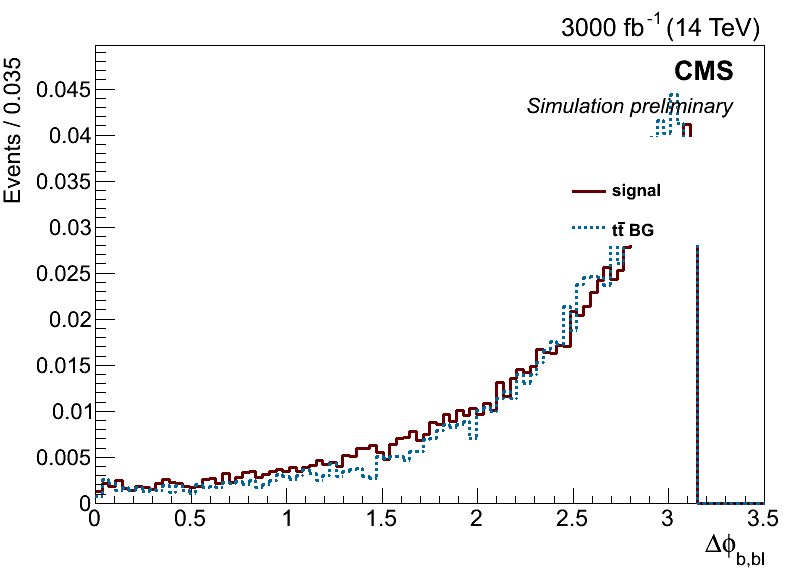 3000 fb⁻¹ (14 TeV)
CMS
Simulation preliminary
Events / 0.035
0.045
0.04
0.035
0.03
0.025
0.02
0.015
0.01
0.005
0
signal
tt̄ BG
0 0.5 1 1.5 2 2.5 3 3.5
Δϕ_b,bl